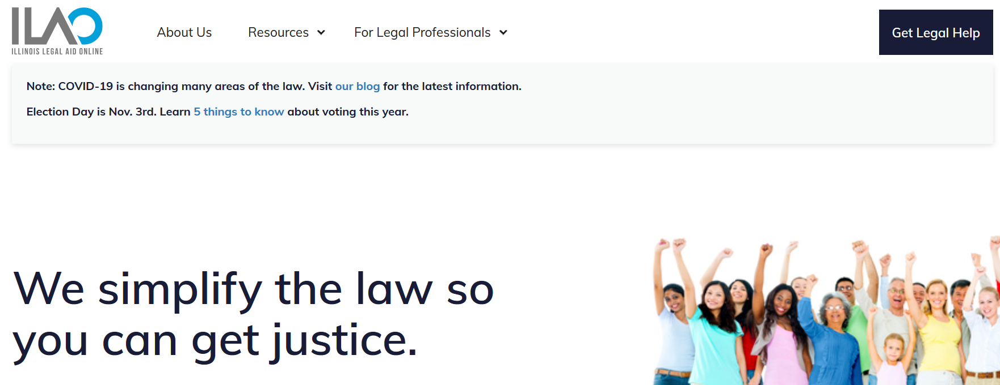 ILAO
ILLINOIS LEGAL AID ONLINE
About Us
Resources
For Legal Professionals
Get Legal Help
Note: COVID-19 is changing many areas of the law. Visit our blog for the latest information.
Election Day is Nov. 3rd. Learn 5 things to know about voting this year.
We simplify the law so
you can get justice.